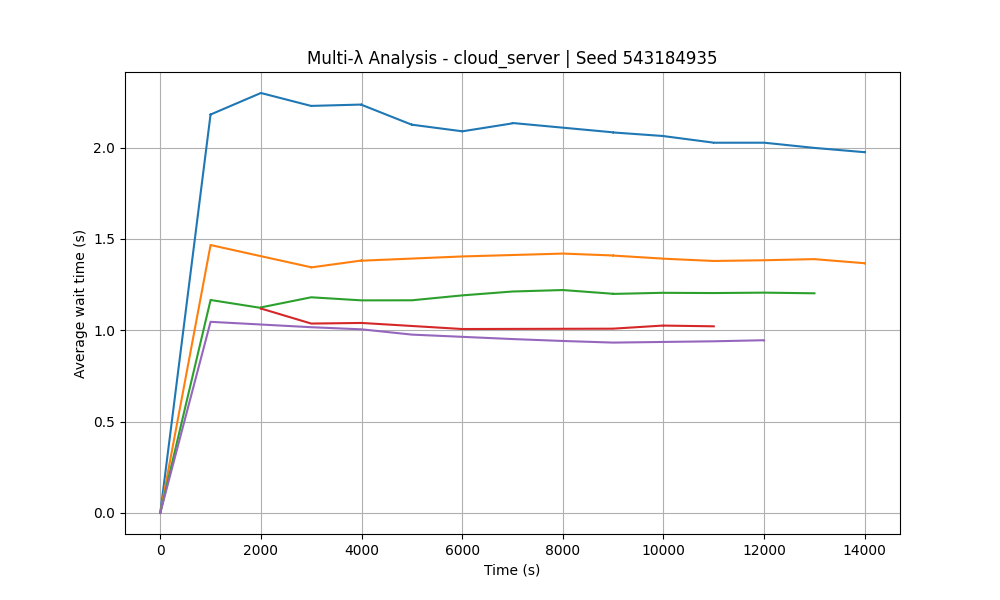 Multi-λ Analysis - cloud_server | Seed 543184935
Average wait time (s)
2.0
1.5
1.0
0.5
0.0
0 2000 4000 6000 8000 10000 12000 14000
Time (s)